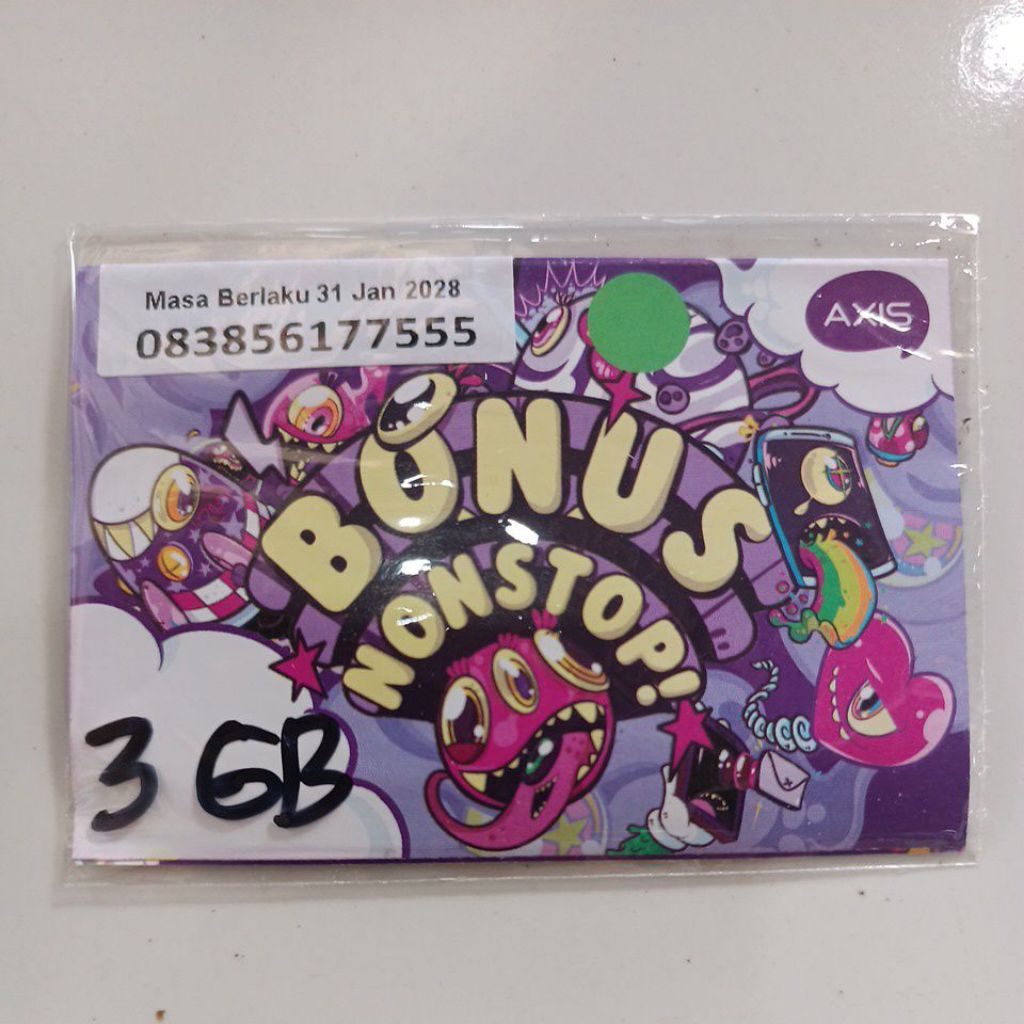 Masa Berlaku 31 Jan 2028
083856177555
AXIS
BONUS
NONSTOP!
3 GB